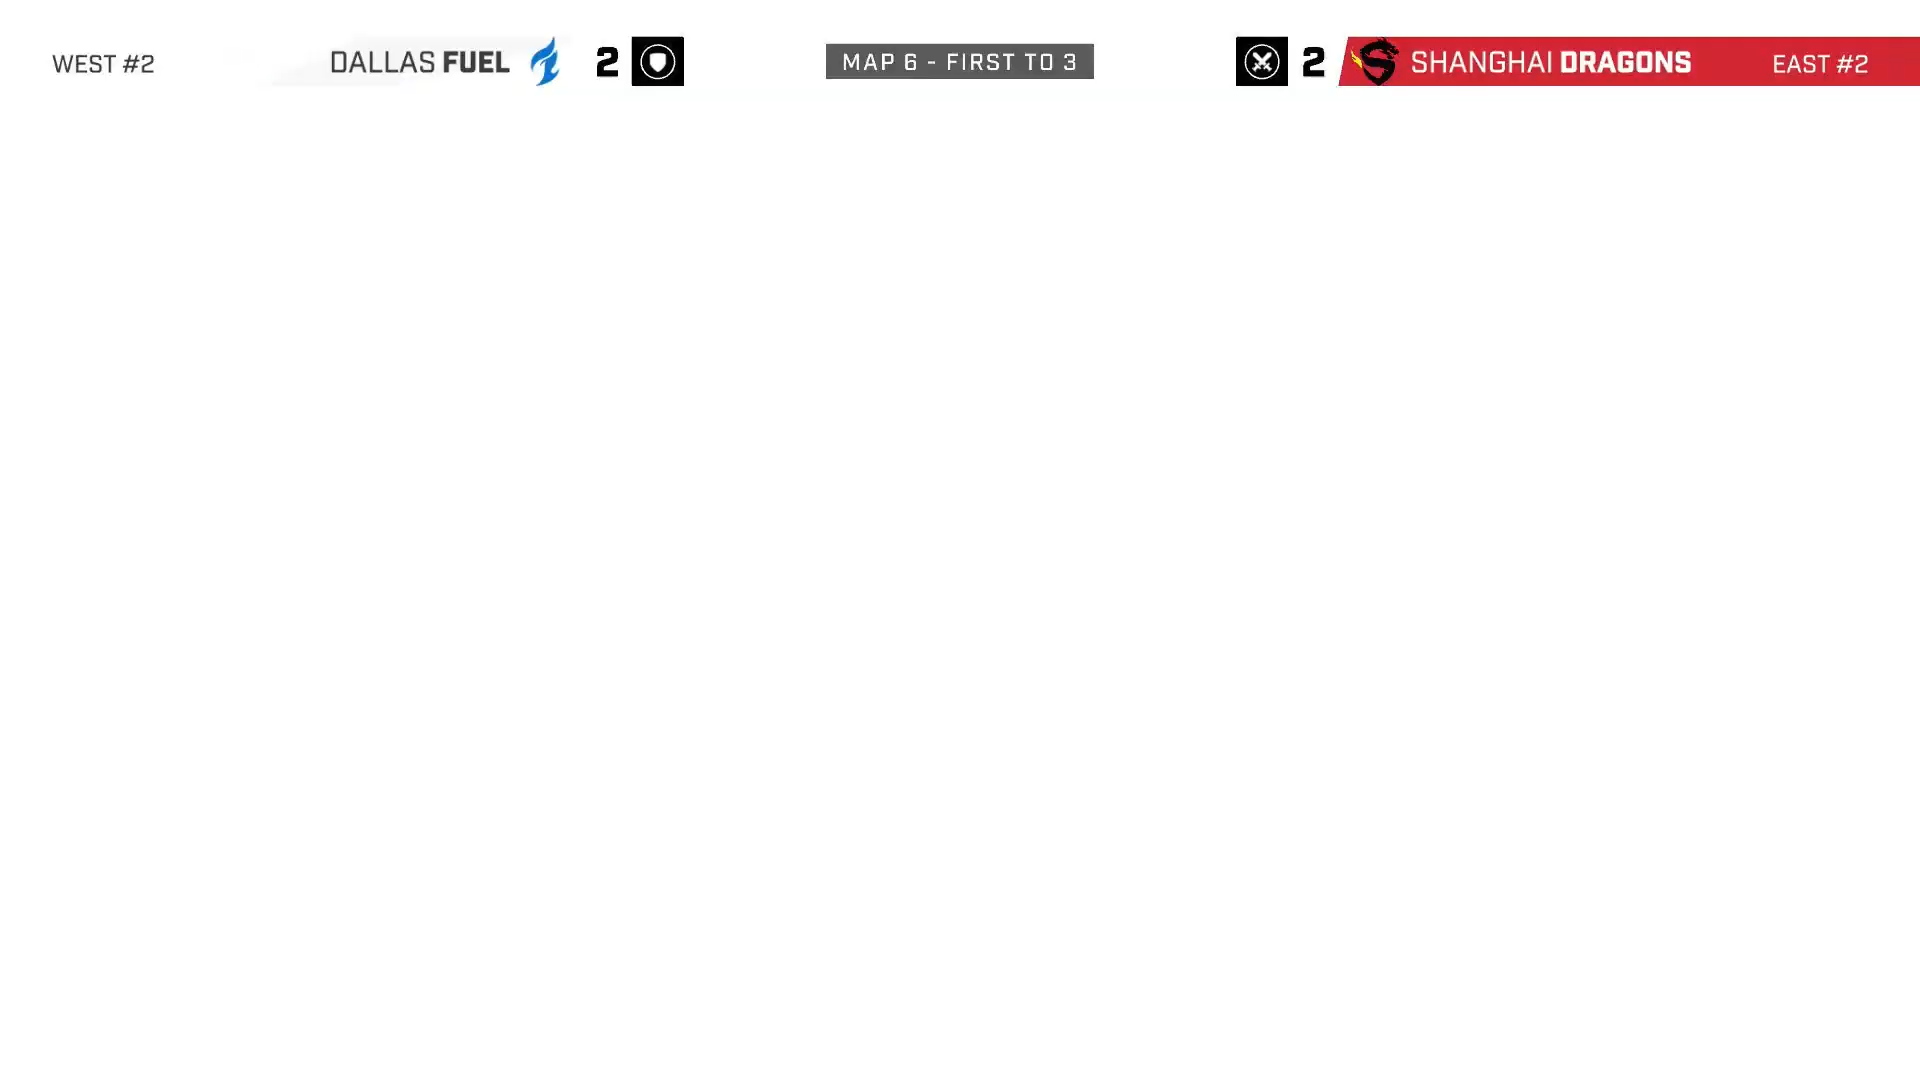 WEST #2 DALLAS FUEL 2 MAP 6 - FIRST TO 3 2 SHANGHAI DRAGONS EAST #2